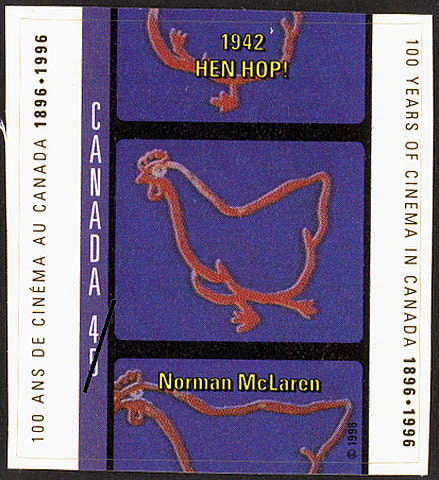 100 ANS DE CINÉMA AU CANADA 1896•1996
CANADA 45
1942
HEN HOP!
Norman McLaren
© 1996
100 YEARS OF CINEMA IN CANADA 1896•1996